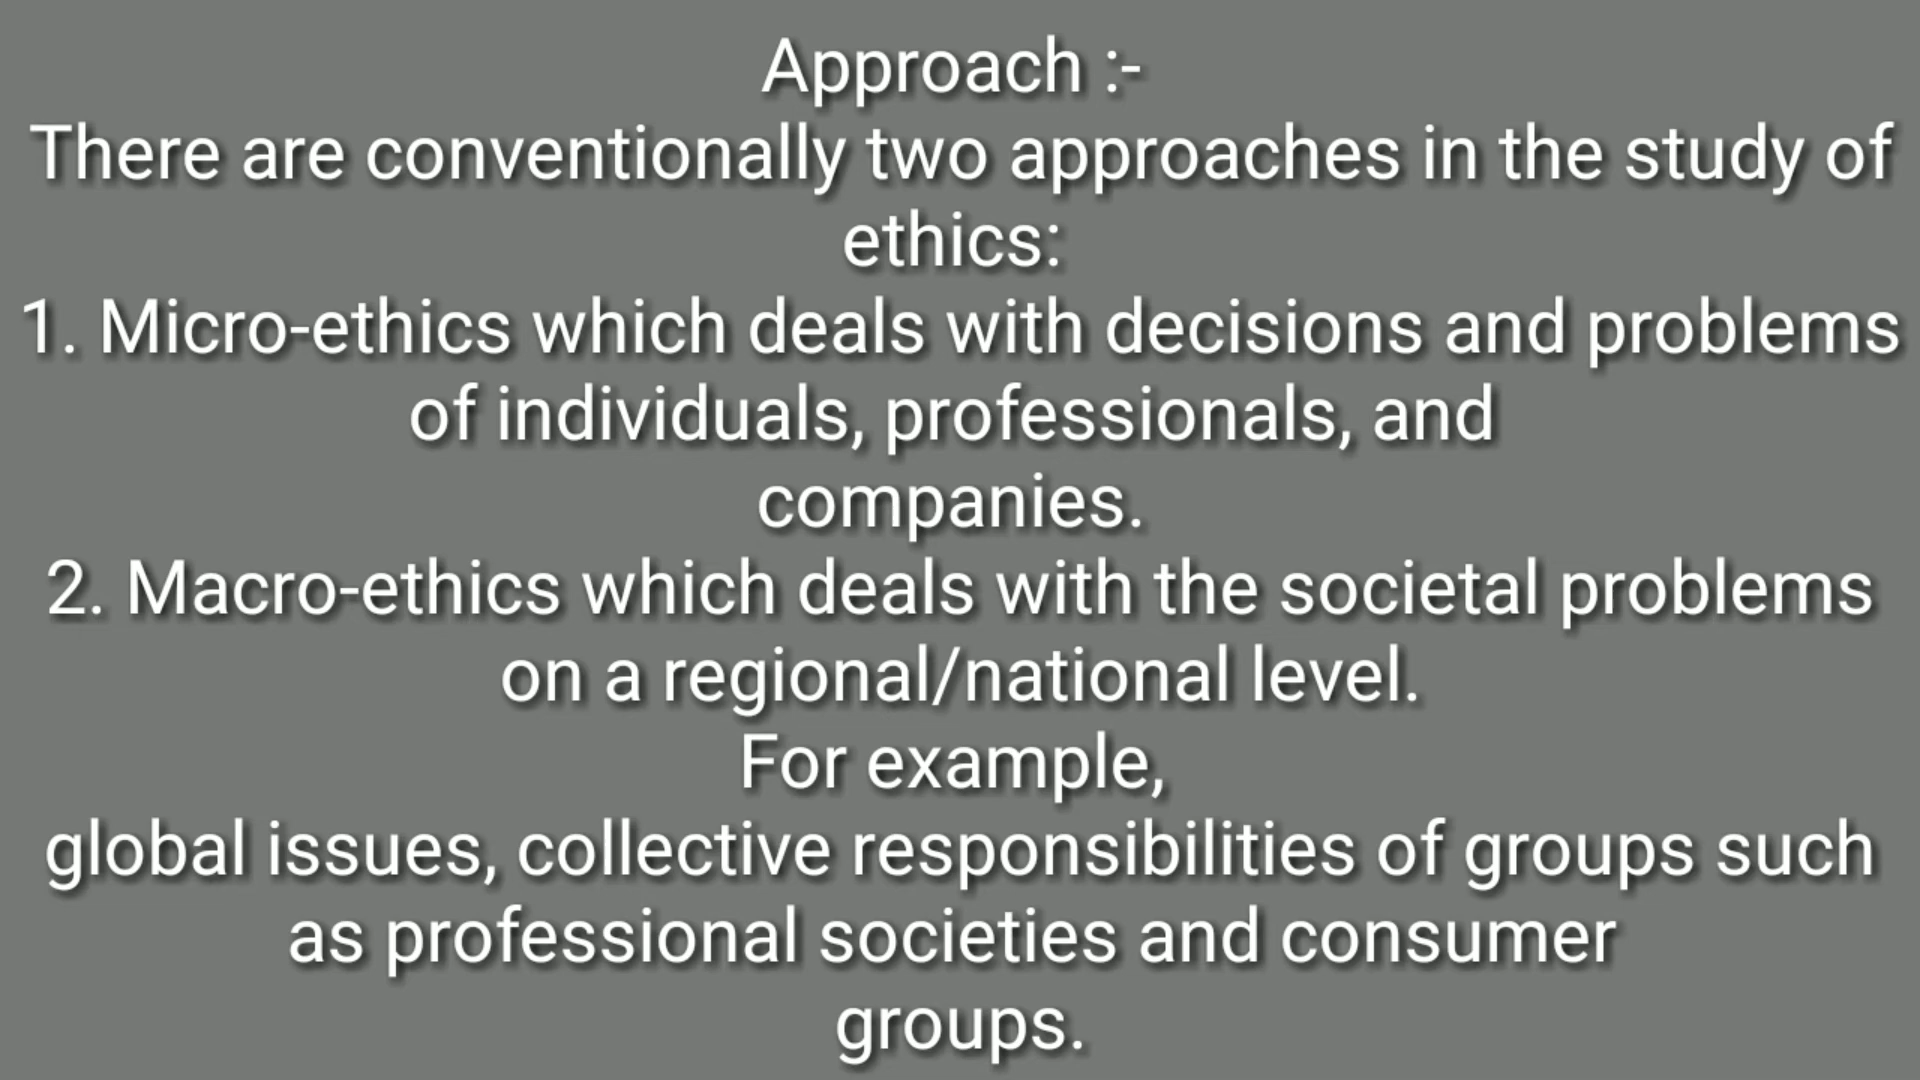 Approach :-
There are conventionally two approaches in the study of
ethics:
1. Micro-ethics which deals with decisions and problems
of individuals, professionals, and
companies.
2. Macro-ethics which deals with the societal problems
on a regional/national level.
For example,
global issues, collective responsibilities of groups such
as professional societies and consumer
groups.